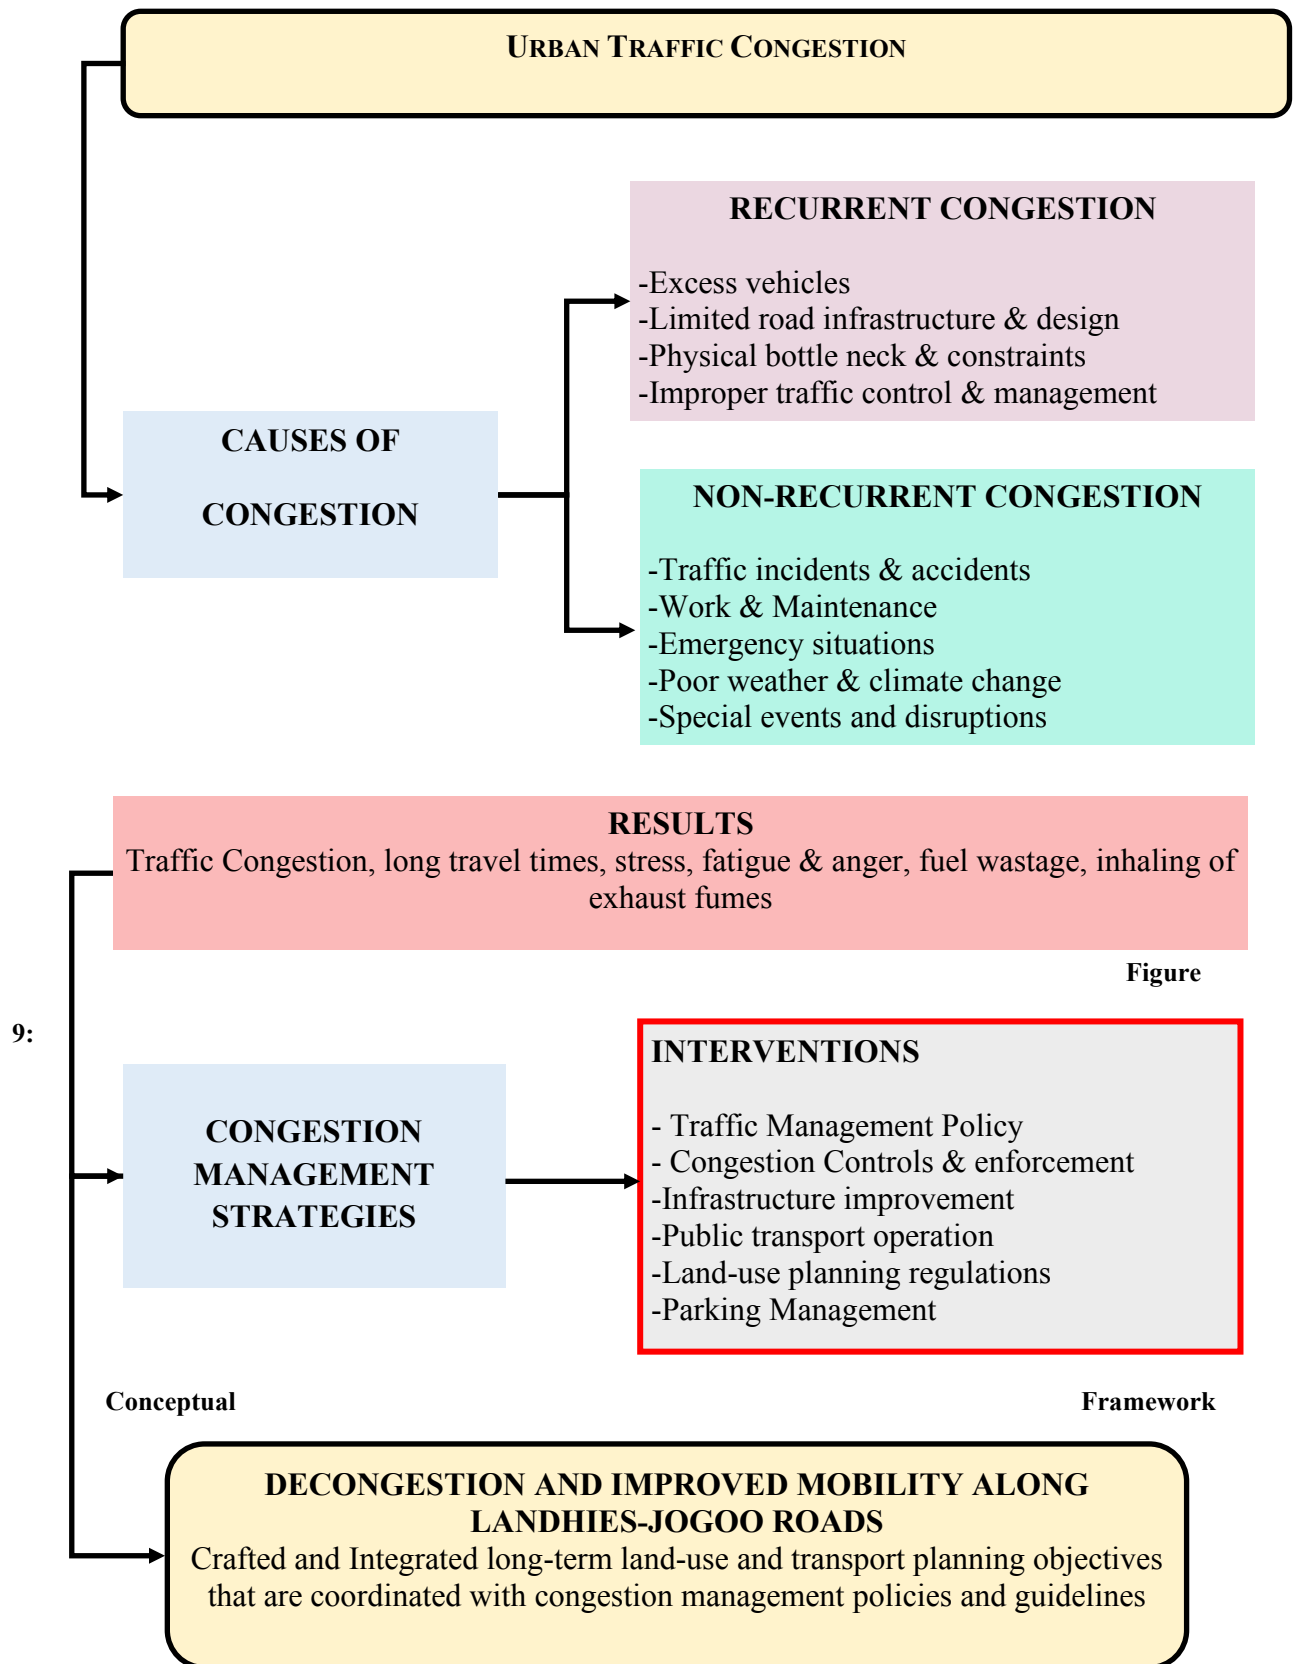 URBAN TRAFFIC CONGESTION
RECURRENT CONGESTION
-Excess vehicles
-Limited road infrastructure & design
-Physical bottle neck & constraints
-Improper traffic control & management
CAUSES OF
CONGESTION
NON-RECURRENT CONGESTION
-Traffic incidents & accidents
-Work & Maintenance
-Emergency situations
-Poor weather & climate change
-Special events and disruptions
RESULTS
Traffic Congestion, long travel times, stress, fatigue & anger, fuel wastage, inhaling of
exhaust fumes
Figure
9:
CONGESTION
MANAGEMENT
STRATEGIES
INTERVENTIONS
- Traffic Management Policy
- Congestion Controls & enforcement
-Infrastructure improvement
-Public transport operation
-Land-use planning regulations
-Parking Management
Conceptual Framework
DECONGESTION AND IMPROVED MOBILITY ALONG
LANDHIES-JOGOO ROADS
Crafted and Integrated long-term land-use and transport planning objectives
that are coordinated with congestion management policies and guidelines